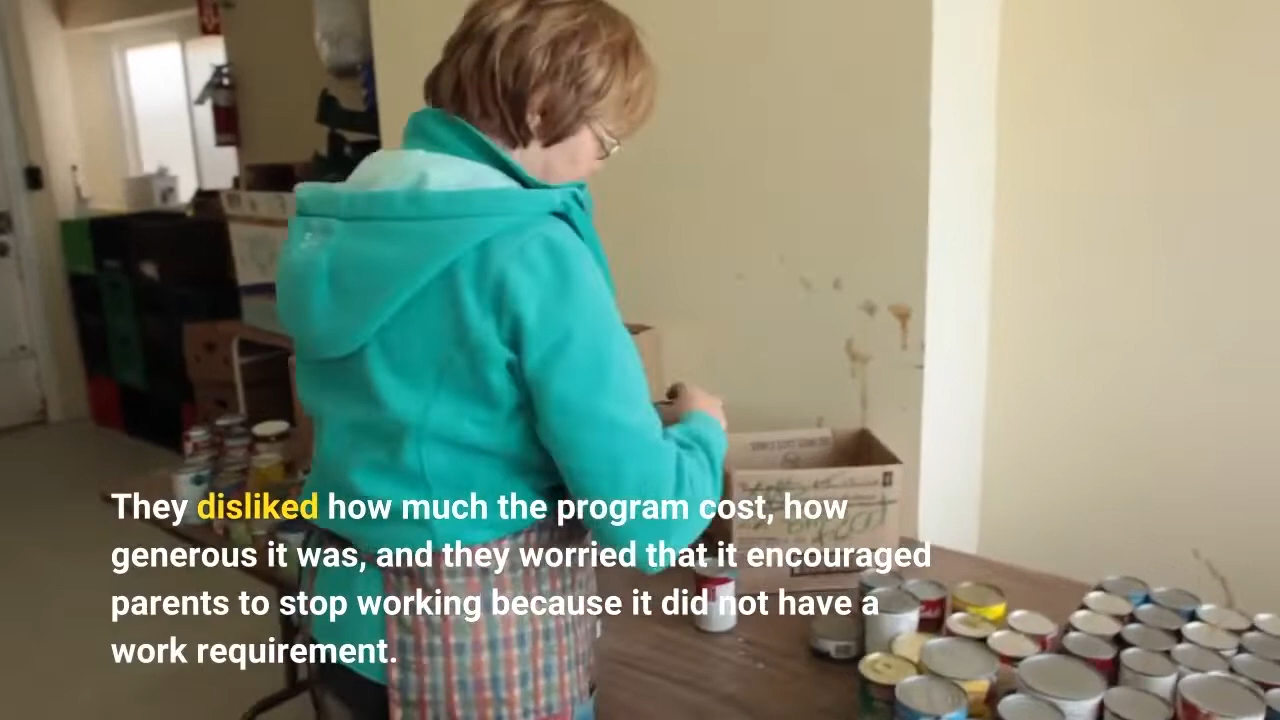 They disliked how much the program cost, how
generous it was, and they worried that it encouraged
parents to stop working because it did not have a
work requirement.